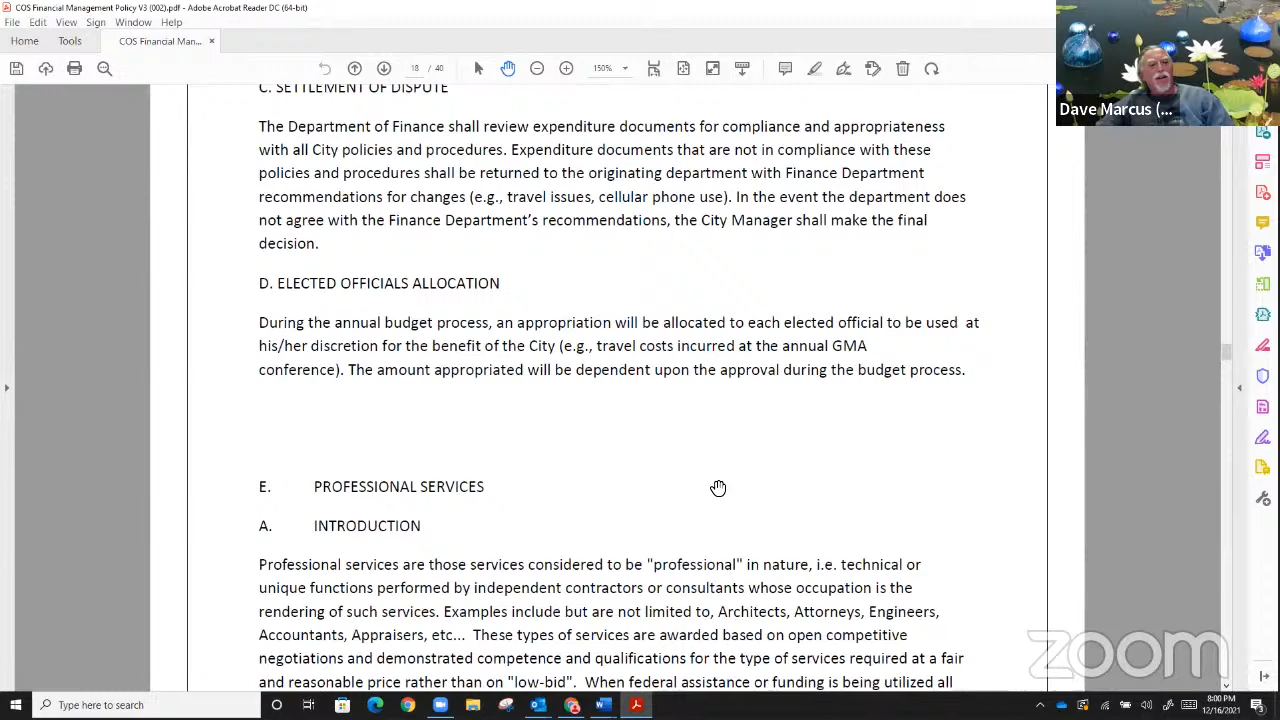 COS Financial Management Policy V3 (002).pdf - Adobe Acrobat Reader DC (64-bit)
File Edit View Sign Window Help
Home Tools COS Financial Man... ×
18 / 40 150%
Dave Marcus (...
C. SETTLEMENT OF DISPUTE
The Department of Finance shall review expenditure documents for compliance and appropriateness
with all City policies and procedures. Expenditure documents that are not in compliance with these
policies and procedures shall be returned to the originating department with Finance Department
recommendations for changes (e.g., travel issues, cellular phone use). In the event the department does
not agree with the Finance Department’s recommendations, the City Manager shall make the final
decision.
D. ELECTED OFFICIALS ALLOCATION
During the annual budget process, an appropriation will be allocated to each elected official to be used at
his/her discretion for the benefit of the City (e.g., travel costs incurred at the annual GMA
conference). The amount appropriated will be dependent upon the approval during the budget process.
E. PROFESSIONAL SERVICES
A. INTRODUCTION
Professional services are those services considered to be "professional" in nature, i.e. technical or
unique functions performed by independent contractors or consultants whose occupation is the
rendering of such services. Examples include but are not limited to, Architects, Attorneys, Engineers,
Accountants, Appraisers, etc... These types of services are awarded based on open competitive
negotiations and demonstrated competence and qualifications for the type of services required at a fair
and reasonable price rather than on "low-bid". When federal assistance or funding is being utilized all
zoom
Type here to search
8:00 PM
12/16/2021